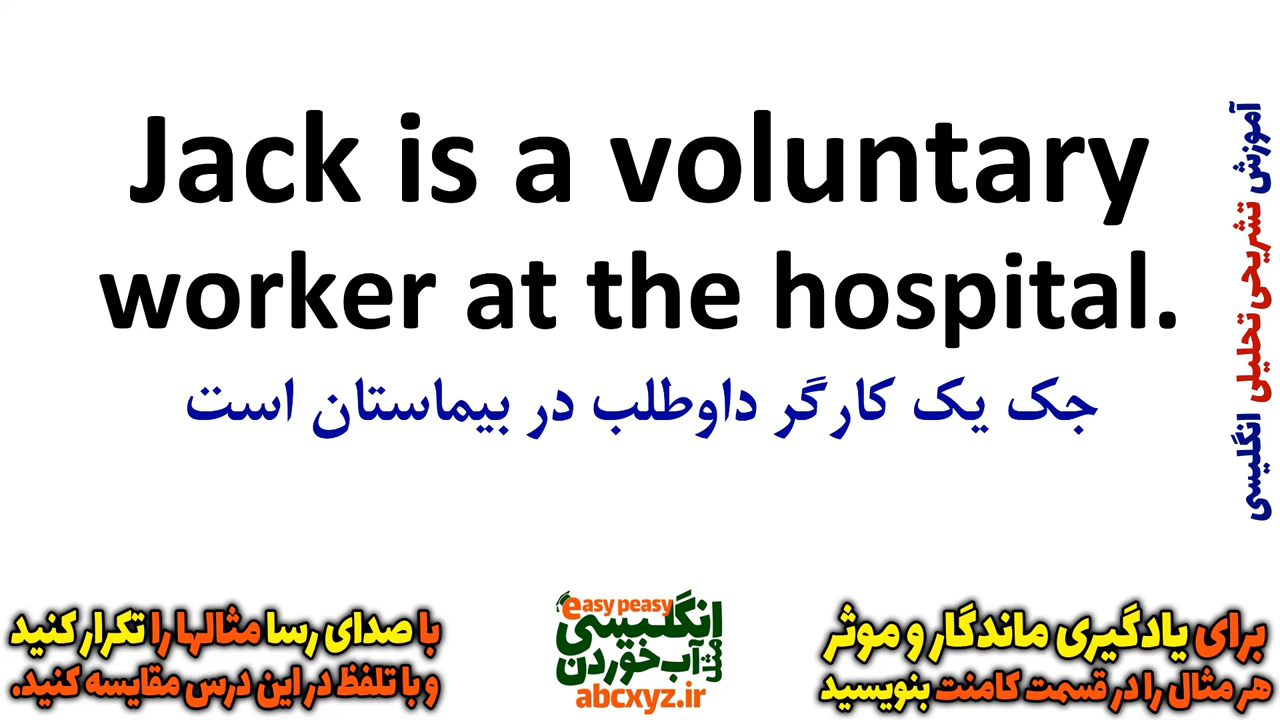 Jack is a voluntary
worker at the hospital.
جک یک کارگر داوطلب در بیماستان است
آموزش تشریحی تحلیلی انگلیسی
با صدای رسا مثالها را تکرار کنید
و با تلفظ در این درس مقایسه کنید.
easy peasy
انگلیسی
مثل
آب خوردن
abcxyz.ir
برای یادگیری ماندگار و موثر
هر مثال را در قسمت کامنت بنویسید